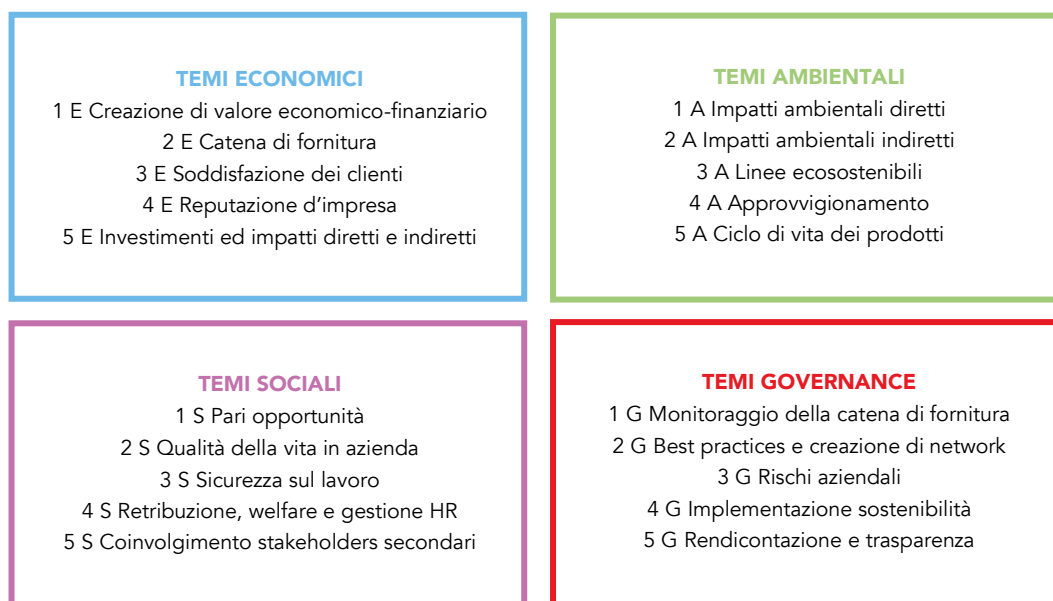 TEMI ECONOMICI
1 E Creazione di valore economico-finanziario
2 E Catena di fornitura
3 E Soddisfazione dei clienti
4 E Reputazione d'impresa
5 E Investimenti ed impatti diretti e indiretti
TEMI AMBIENTALI
1 A Impatti ambientali diretti
2 A Impatti ambientali indiretti
3 A Linee ecosostenibili
4 A Approvvigionamento
5 A Ciclo di vita dei prodotti
TEMI SOCIALI
1 S Pari opportunità
2 S Qualità della vita in azienda
3 S Sicurezza sul lavoro
4 S Retribuzione, welfare e gestione HR
5 S Coinvolgimento stakeholders secondari
TEMI GOVERNANCE
1 G Monitoraggio della catena di fornitura
2 G Best practices e creazione di network
3 G Rischi aziendali
4 G Implementazione sostenibilità
5 G Rendicontazione e trasparenza